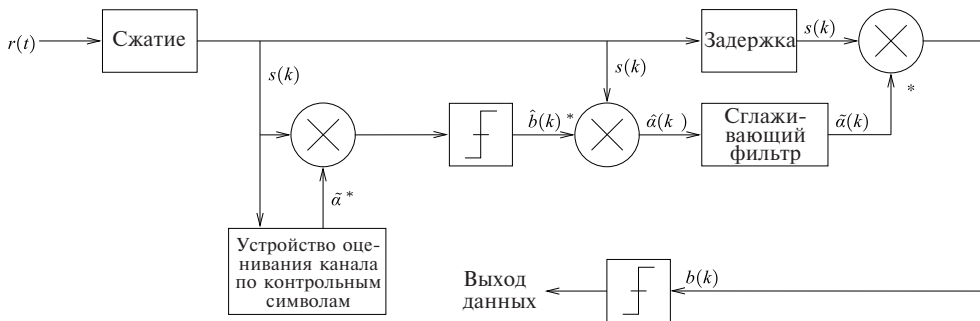 r(t)
Сжатие
Задержка
s(k)
s(k)
s(k)
*
b̂(k) *
α̂(k )
Сглажи-
вающий
фильтр
α̃(k)
α̃ *
Устройство оце-
нивания канала
по контрольным
символам
Выход
данных
b(k)